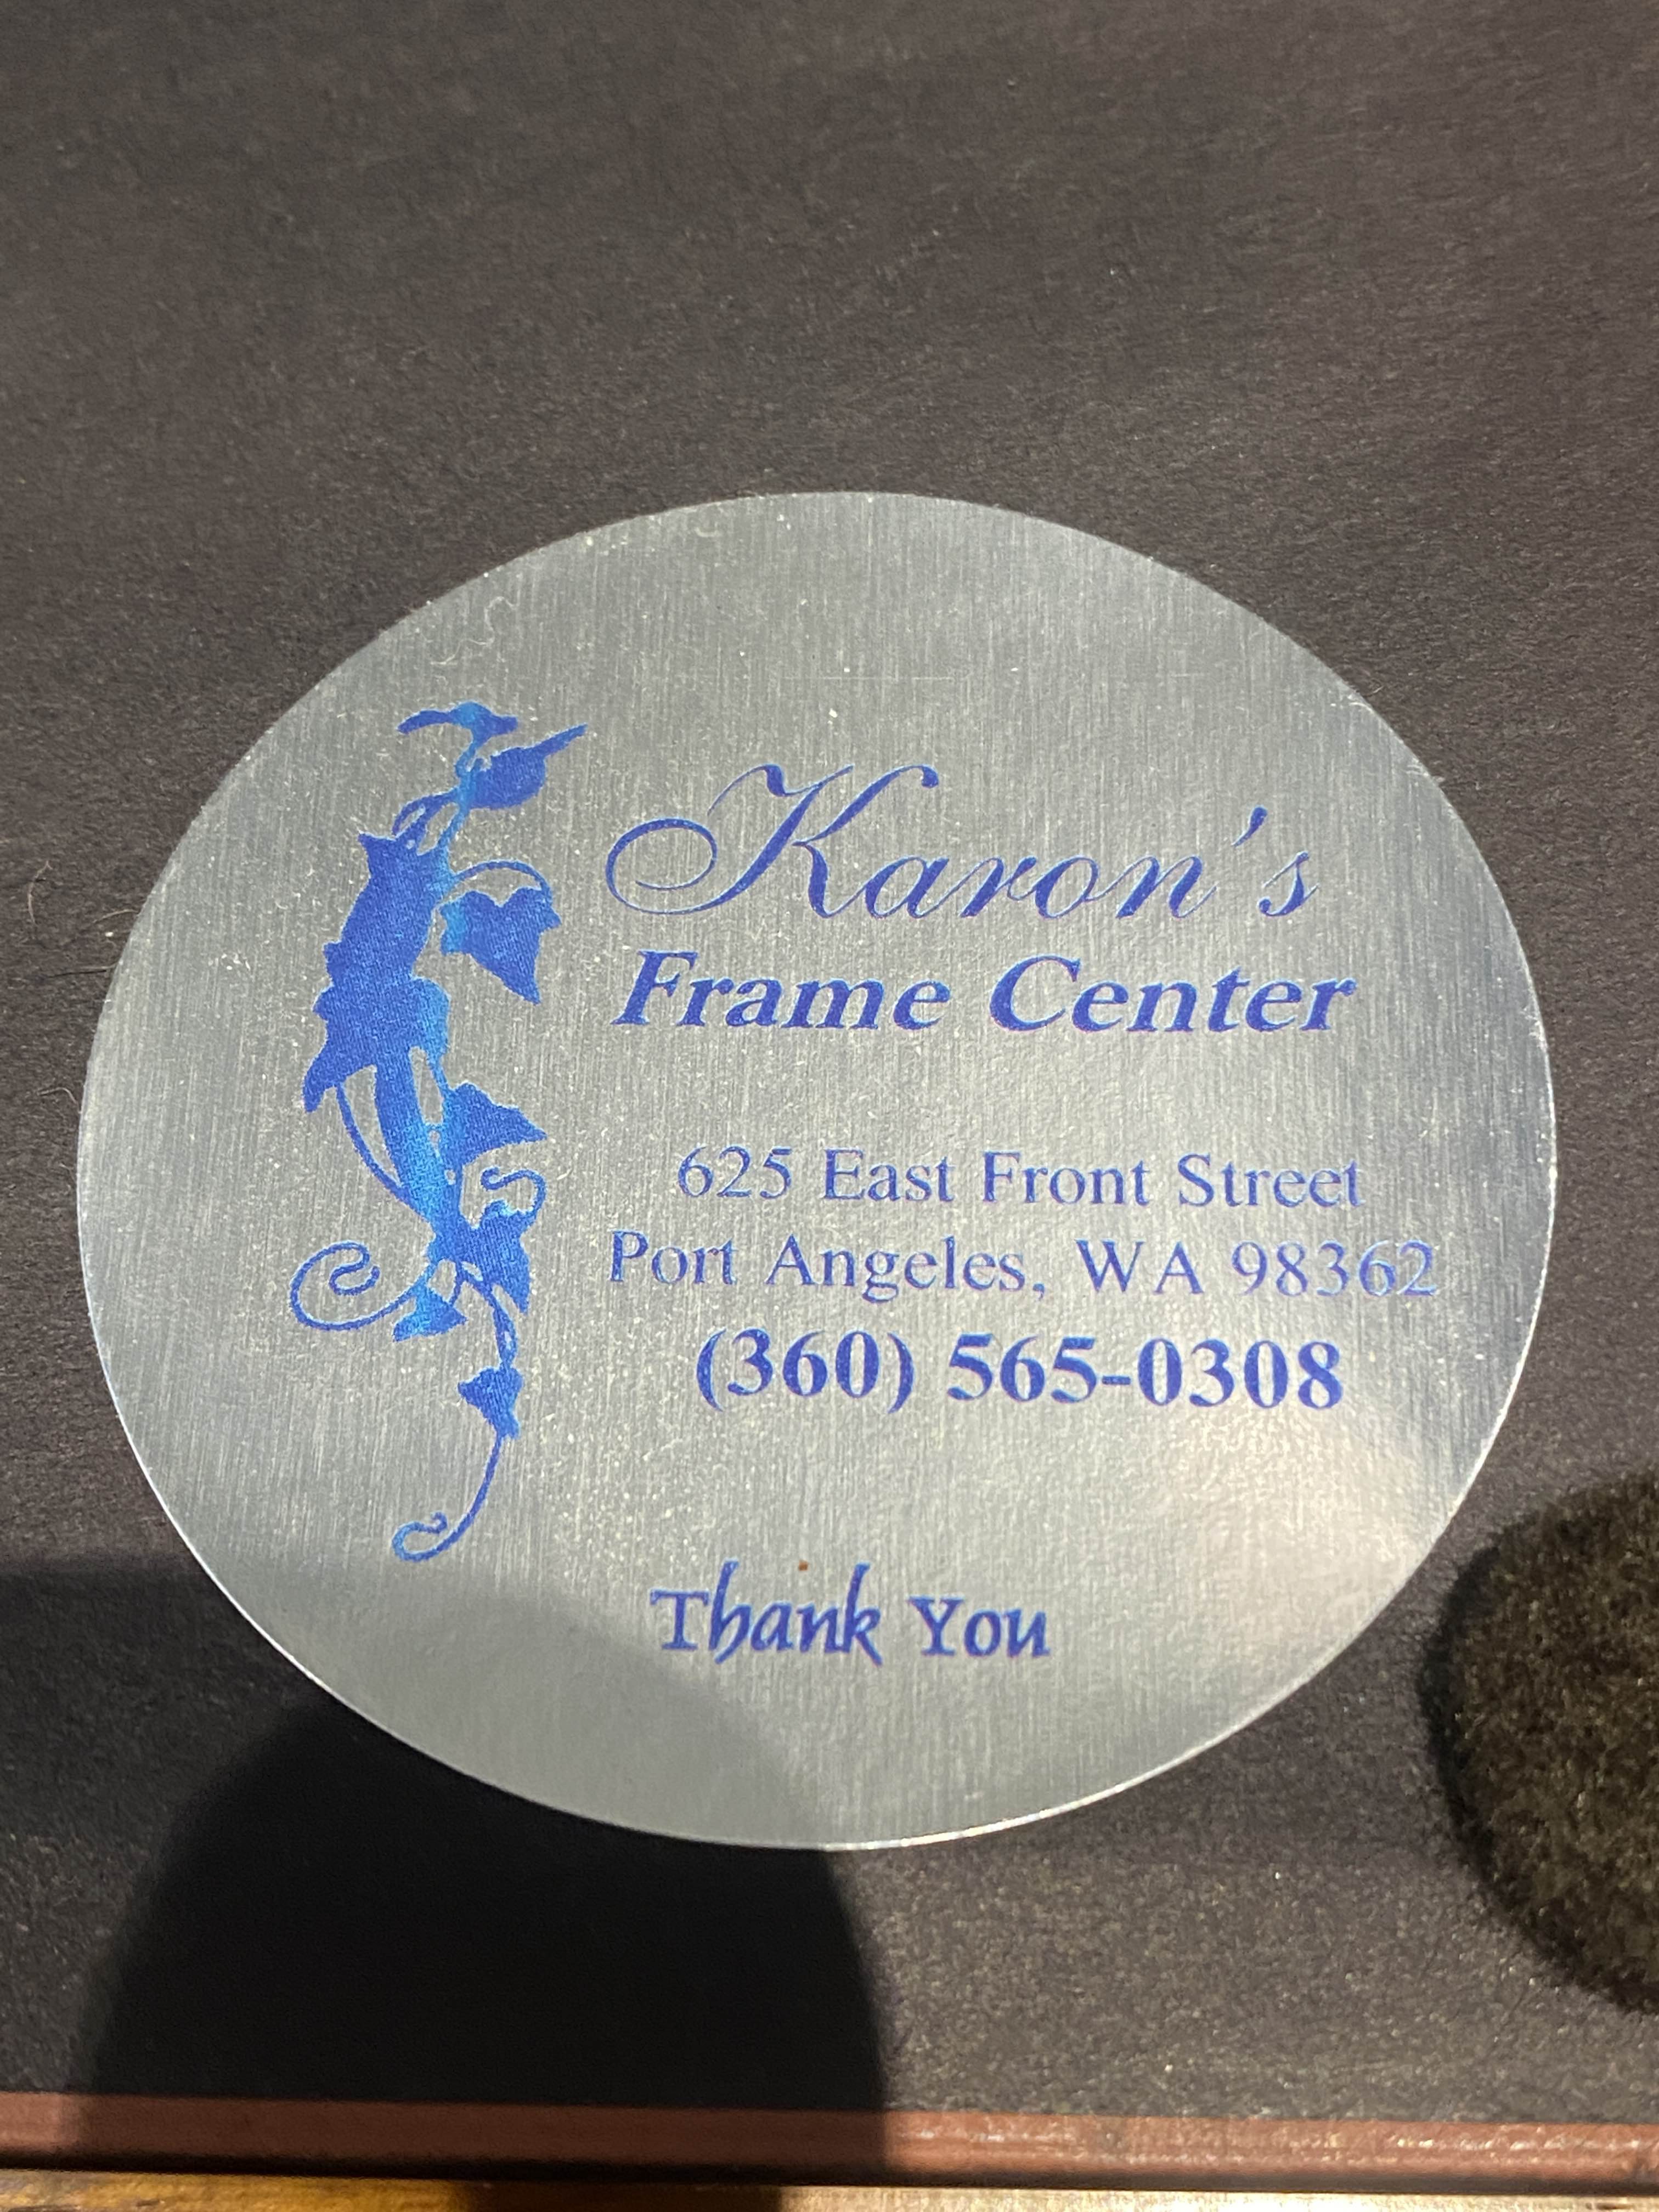 Karon's
Frame Center
625 East Front Street
Port Angeles, WA 98362
(360) 565-0308
Thank You